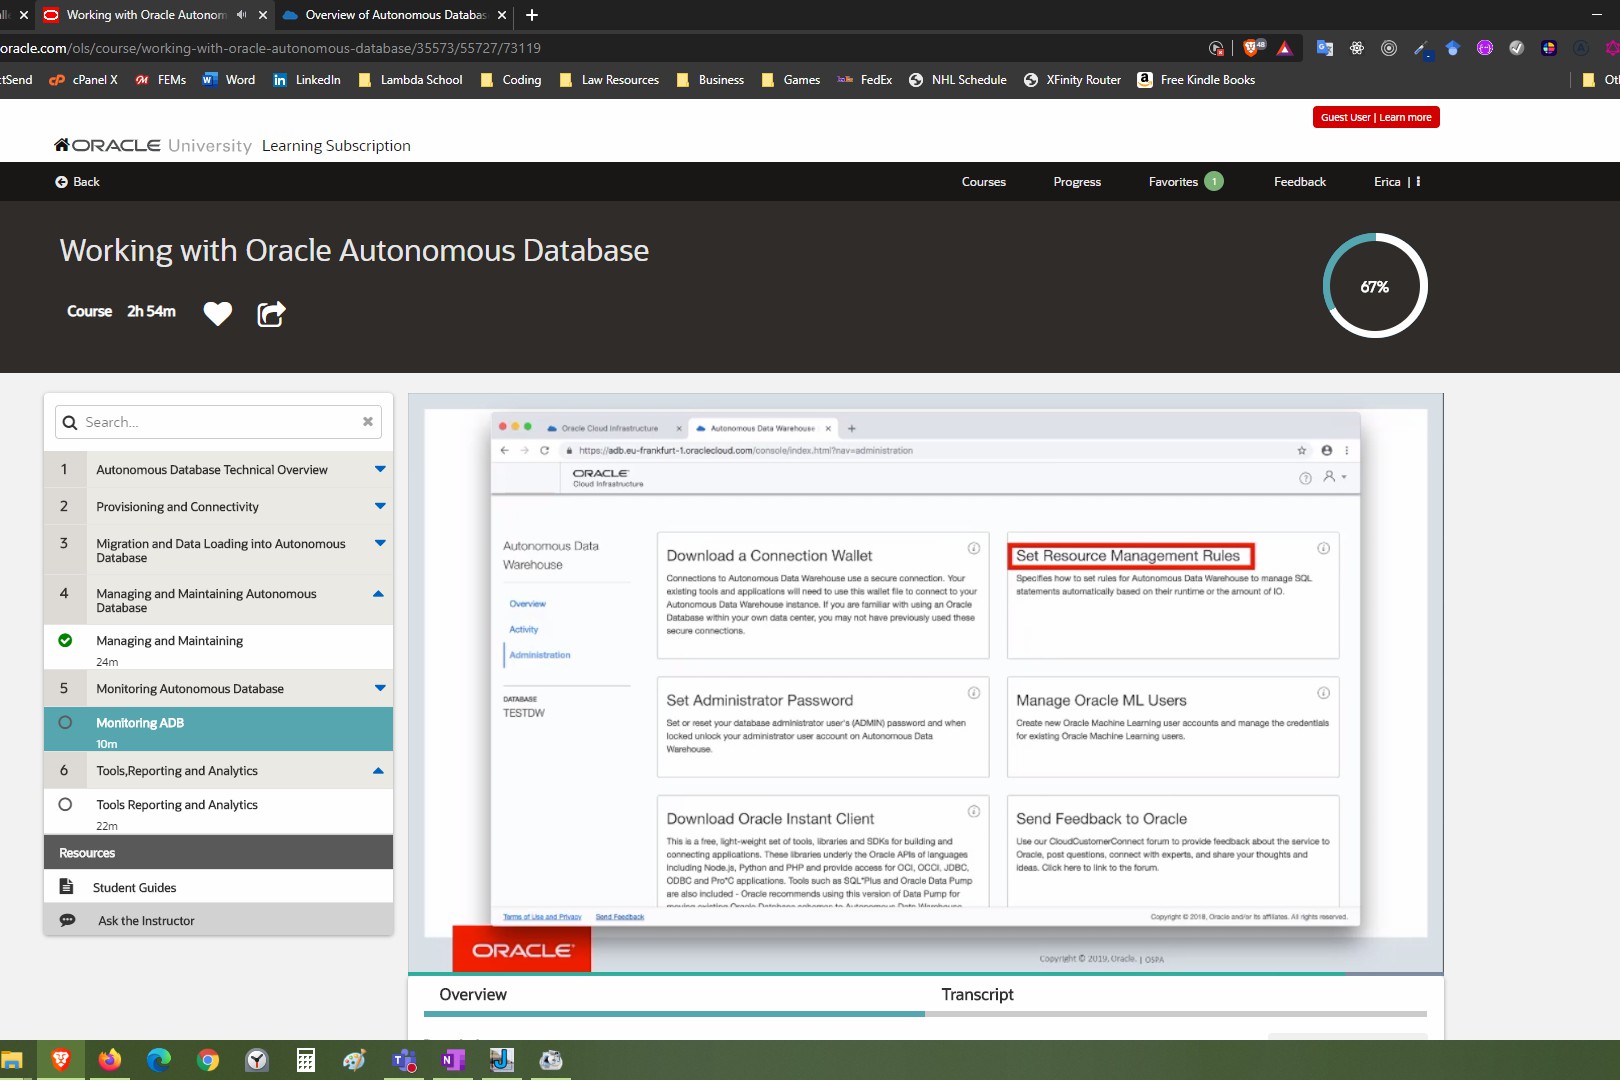 Working with Oracle Autonom
Overview of Autonomous Databas
oracle.com/ols/course/working-with-oracle-autonomous-database/35573/55727/73119
ctSend
cPanel X
FEMs
Word
LinkedIn
Lambda School
Coding
Law Resources
Business
Games
FedEx
NHL Schedule
XFinity Router
Free Kindle Books
Guest User | Learn more
ORACLE University Learning Subscription
Back
Courses
Progress
Favorites 1
Feedback
Erica |
Working with Oracle Autonomous Database
67%
Course 2h 54m
Search...
1 Autonomous Database Technical Overview
2 Provisioning and Connectivity
3 Migration and Data Loading into Autonomous
Database
4 Managing and Maintaining Autonomous
Database
Managing and Maintaining
24m
5 Monitoring Autonomous Database
Monitoring ADB
10m
6 Tools,Reporting and Analytics
Tools Reporting and Analytics
22m
Resources
Student Guides
Ask the Instructor
Oracle Cloud Infrastructure
Autonomous Data Warehouse
https://adb.eu-frankfurt-1.oraclecloud.com/console/index.html?nav=administration
ORACLE
Cloud Infrastructure
Autonomous Data
Warehouse
Overview
Activity
Administration
DATABASE
TESTDW
Download a Connection Wallet
Connections to Autonomous Data Warehouse use a secure connection. Your
existing tools and applications will need to use this wallet file to connect to your
Autonomous Data Warehouse instance. If you are familiar with using an Oracle
Database within your own data center, you may not have previously used these
secure connections.
Set Resource Management Rules
Specifies how to set rules for Autonomous Data Warehouse to manage SQL
statements automatically based on their runtime or the amount of IO.
Set Administrator Password
Set or reset your database administrator user's (ADMIN) password and when
locked unlock your administrator user account on Autonomous Data
Warehouse.
Manage Oracle ML Users
Create new Oracle Machine Learning user accounts and manage the credentials
for existing Oracle Machine Learning users.
Download Oracle Instant Client
This is a free, light-weight set of tools, libraries and SDKs for building and
connecting applications. These libraries underly the Oracle APIs of languages
including Node.js, Python and PHP and provide access for OCI, OCCI, JDBC,
ODBC and Pro*C applications. Tools such as SQL*Plus and Oracle Data Pump
are also included - Oracle recommends using this version of Data Pump for
moving existing Oracle Database schemas to Autonomous Data Warehouse.
Send Feedback to Oracle
Use our CloudCustomerConnect forum to provide feedback about the service to
Oracle, post questions, connect with experts, and share your thoughts and
ideas. Click here to link to the forum.
Terms of Use and Privacy
Send Feedback
Copyright © 2018, Oracle and/or its affiliates. All rights reserved.
ORACLE
Copyright © 2019, Oracle. | OSPA
Overview
Transcript